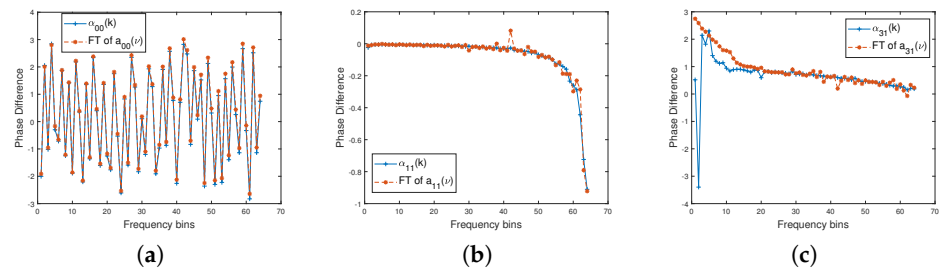 4
3
2
1
0
-1
-2
-3
0 10 20 30 40 50 60 70
Phase Difference
Frequency bins
α00(k)
FT of a00(ν)
(a)
0.2
0
-0.2
-0.4
-0.6
-0.8
-1
0 10 20 30 40 50 60 70
Phase Difference
Frequency bins
α11(k)
FT of a11(ν)
(b)
3
2
1
0
-1
-2
-3
-4
0 10 20 30 40 50 60 70
Phase Difference
Frequency bins
α31(k)
FT of a31(ν)
(c)